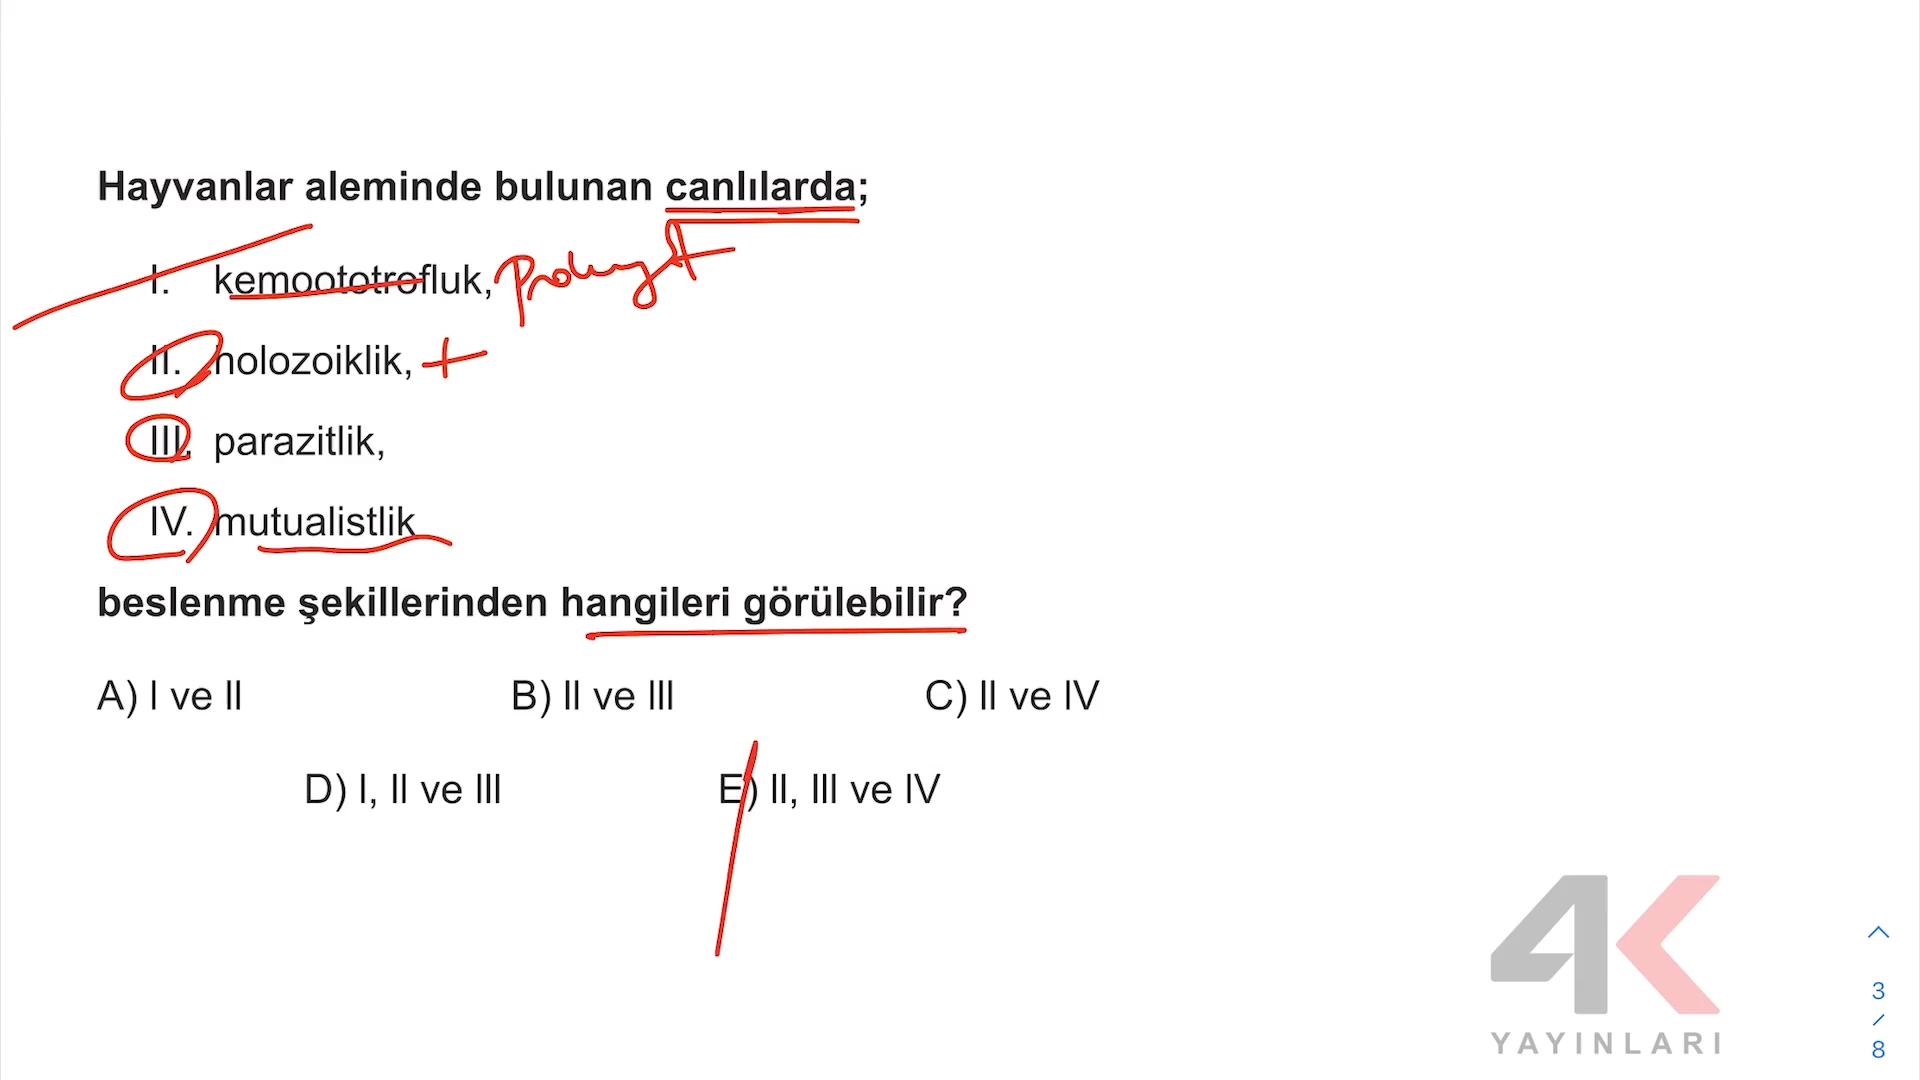 Hayvanlar aleminde bulunan canlılarda;
I. kemoototrofluk, Prokaryot
II. holozoiklik, +
III. parazitlik,
IV. mutualistlik
beslenme şekillerinden hangileri görülebilir?
A) I ve II B) II ve III C) II ve IV
D) I, II ve III E) II, III ve IV
4K
YAYINLARI
3
/
8